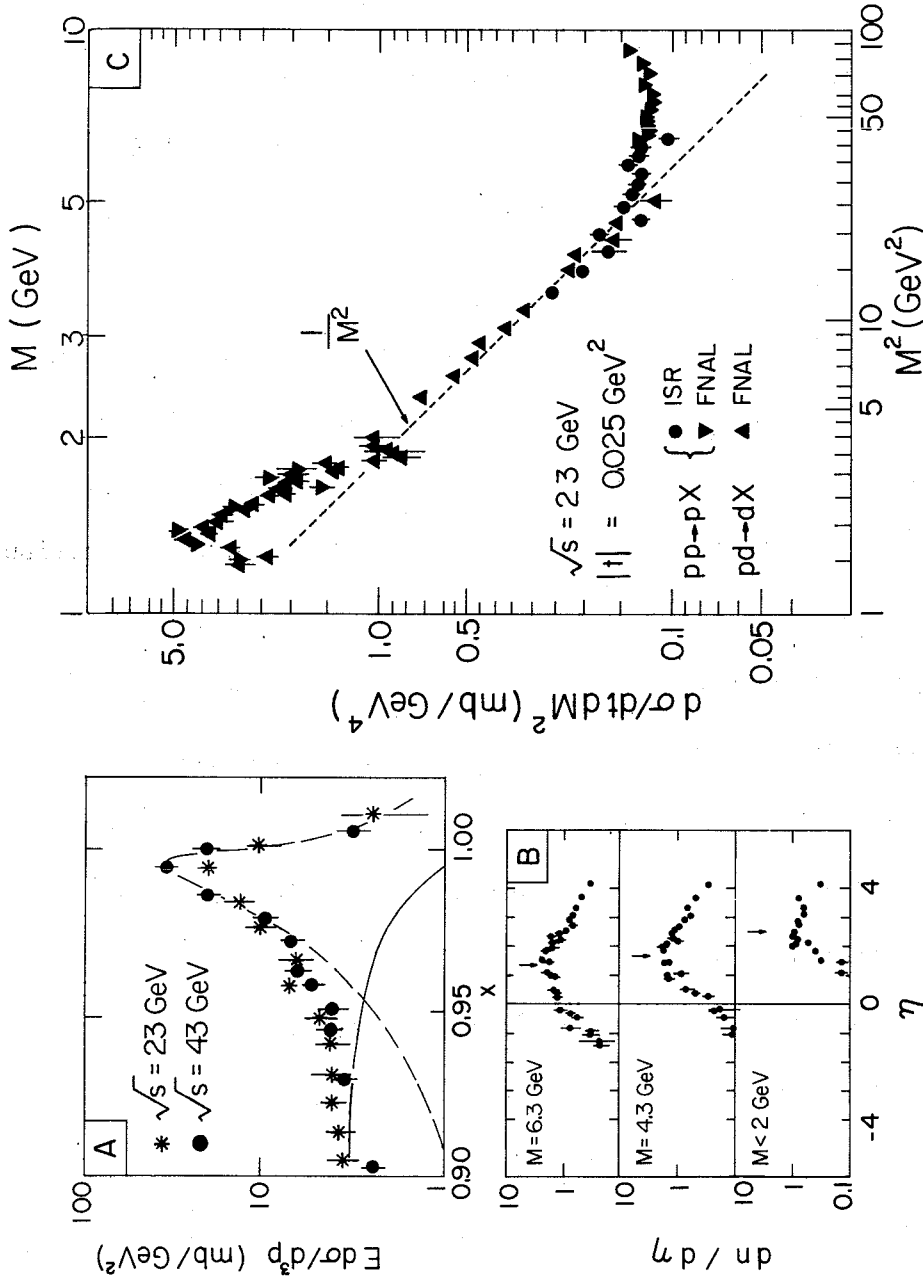 A
Edσ/d³p (mb/GeV²)
100
10
1
* √s = 23 GeV
● √s = 43 GeV
0.90
0.95
1.00
x
B
dn / dη
M = 6.3 GeV
10
1
M = 4.3 GeV
10
1
M < 2 GeV
10
1
0.1
-4
0
4
η
C
M ( GeV )
1
2
3
5
10
dσ/dtdM² (mb/GeV⁴)
5.0
1.0
0.5
0.1
0.05
1/M²
√s = 23 GeV
|t| = 0.025 GeV²
pp→pX { ● ISR
▼ FNAL
pd→dX ▲ FNAL
1
10
50
100
M² (GeV²)